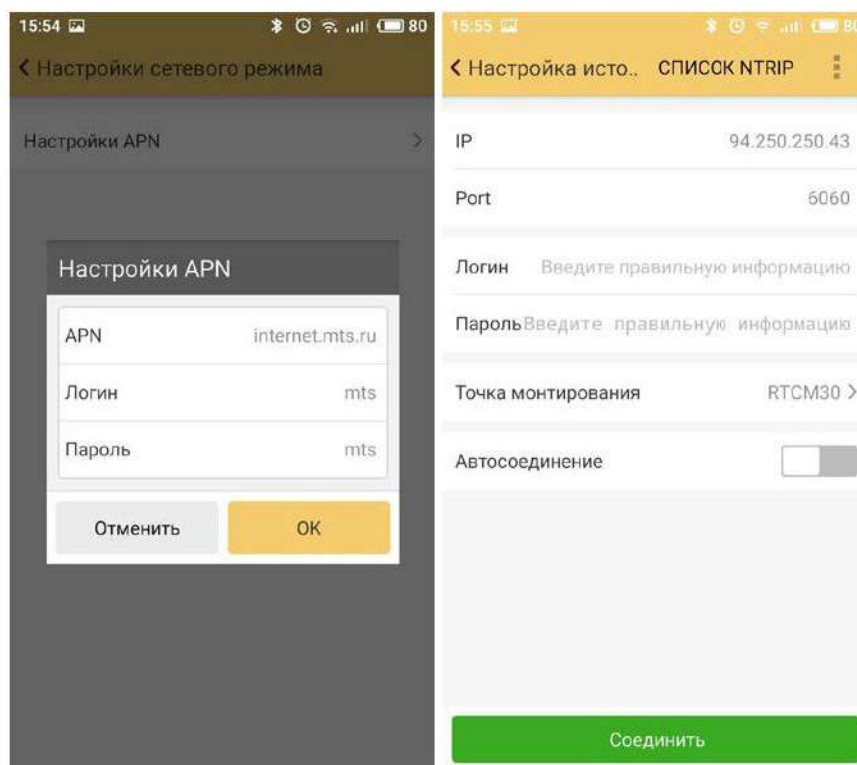 15:54
80
Настройки сетевого режима
Настройки APN
Настройки APN
APN internet.mts.ru
Логин mts
Пароль mts
Отменить OK
15:55
80
Настройка исто.. СПИСОК NTRIP
IP 94.250.250.43
Port 6060
Логин Введите правильную информацию
Пароль Введите правильную информацию
Точка монтирования RTCM30
Автосоединение
Соединить